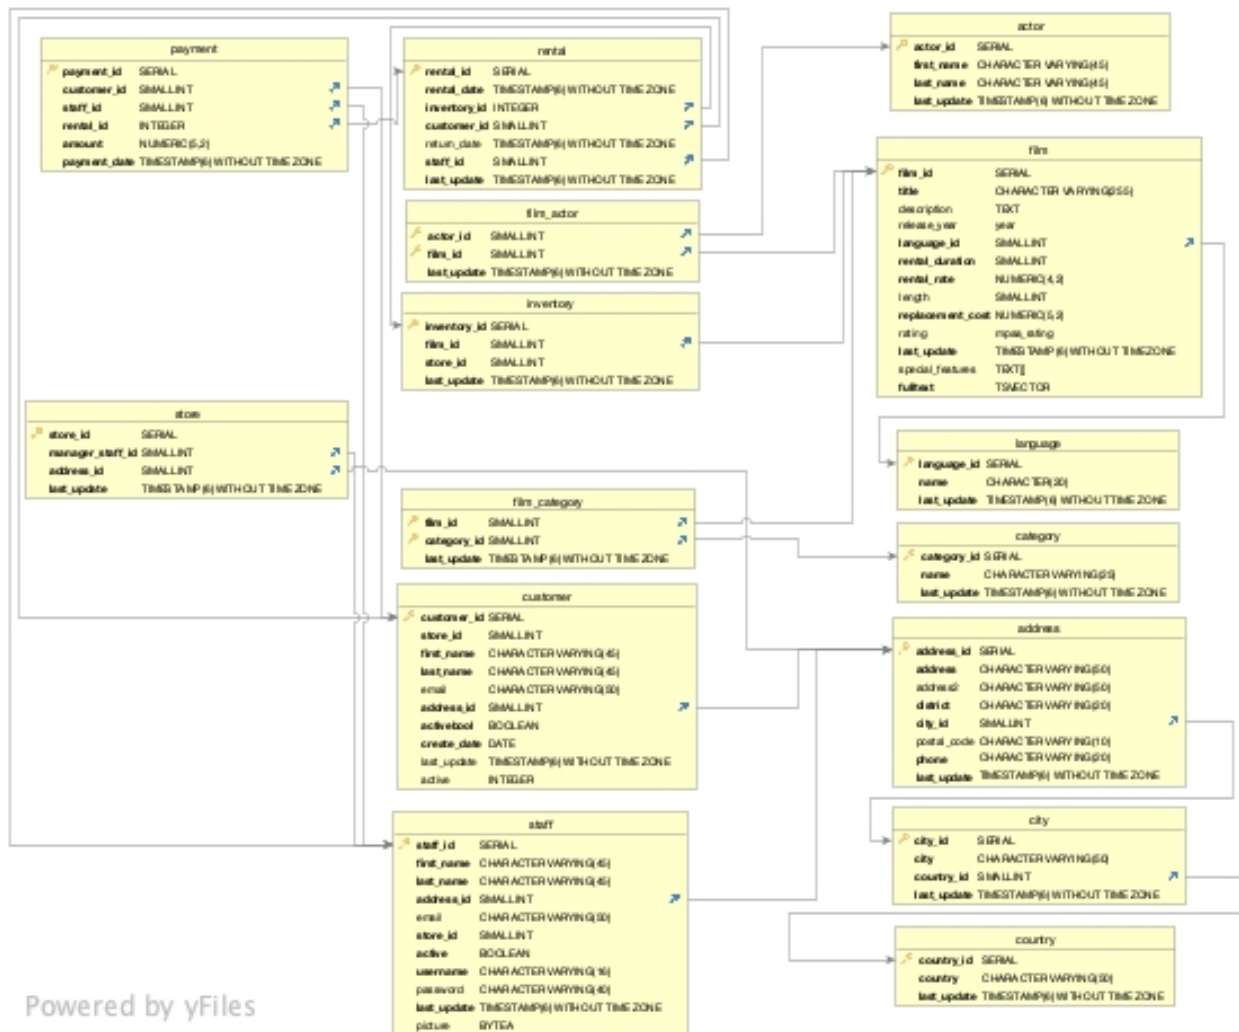 payment
payment_id SERIAL
customer_id SMALLINT
staff_id SMALLINT
rental_id INTEGER
amount NUMERIC(5,2)
payment_date TIMESTAMP(6) WITHOUT TIME ZONE
rental
rental_id SERIAL
rental_date TIMESTAMP(6) WITHOUT TIME ZONE
inventory_id INTEGER
customer_id SMALLINT
return_date TIMESTAMP(6) WITHOUT TIME ZONE
staff_id SMALLINT
last_update TIMESTAMP(6) WITHOUT TIME ZONE
actor
actor_id SERIAL
first_name CHARACTER VARYING(45)
last_name CHARACTER VARYING(45)
last_update TIMESTAMP(6) WITHOUT TIME ZONE
film
film_id SERIAL
title CHARACTER VARYING(255)
description TEXT
release_year year
language_id SMALLINT
rental_duration SMALLINT
rental_rate NUMERIC(4,2)
length SMALLINT
replacement_cost NUMERIC(5,2)
rating mpaa_rating
last_update TIMESTAMP(6) WITHOUT TIME ZONE
special_features TEXT[]
fulltext TSVECTOR
film_actor
actor_id SMALLINT
film_id SMALLINT
last_update TIMESTAMP(6) WITHOUT TIME ZONE
inventory
inventory_id SERIAL
film_id SMALLINT
store_id SMALLINT
last_update TIMESTAMP(6) WITHOUT TIME ZONE
store
store_id SERIAL
manager_staff_id SMALLINT
address_id SMALLINT
last_update TIMESTAMP(6) WITHOUT TIME ZONE
language
language_id SERIAL
name CHARACTER(20)
last_update TIMESTAMP(6) WITHOUT TIME ZONE
film_category
film_id SMALLINT
category_id SMALLINT
last_update TIMESTAMP(6) WITHOUT TIME ZONE
category
category_id SERIAL
name CHARACTER VARYING(25)
last_update TIMESTAMP(6) WITHOUT TIME ZONE
customer
customer_id SERIAL
store_id SMALLINT
first_name CHARACTER VARYING(45)
last_name CHARACTER VARYING(45)
email CHARACTER VARYING(50)
address_id SMALLINT
activebool BOOLEAN
create_date DATE
last_update TIMESTAMP(6) WITHOUT TIME ZONE
active INTEGER
address
address_id SERIAL
address CHARACTER VARYING(50)
address2 CHARACTER VARYING(50)
district CHARACTER VARYING(20)
city_id SMALLINT
postal_code CHARACTER VARYING(10)
phone CHARACTER VARYING(20)
last_update TIMESTAMP(6) WITHOUT TIME ZONE
staff
staff_id SERIAL
first_name CHARACTER VARYING(45)
last_name CHARACTER VARYING(45)
address_id SMALLINT
email CHARACTER VARYING(50)
store_id SMALLINT
active BOOLEAN
username CHARACTER VARYING(16)
password CHARACTER VARYING(40)
last_update TIMESTAMP(6) WITHOUT TIME ZONE
picture BYTEA
city
city_id SERIAL
city CHARACTER VARYING(50)
country_id SMALLINT
last_update TIMESTAMP(6) WITHOUT TIME ZONE
country
country_id SERIAL
country CHARACTER VARYING(50)
last_update TIMESTAMP(6) WITHOUT TIME ZONE
Powered by yFiles